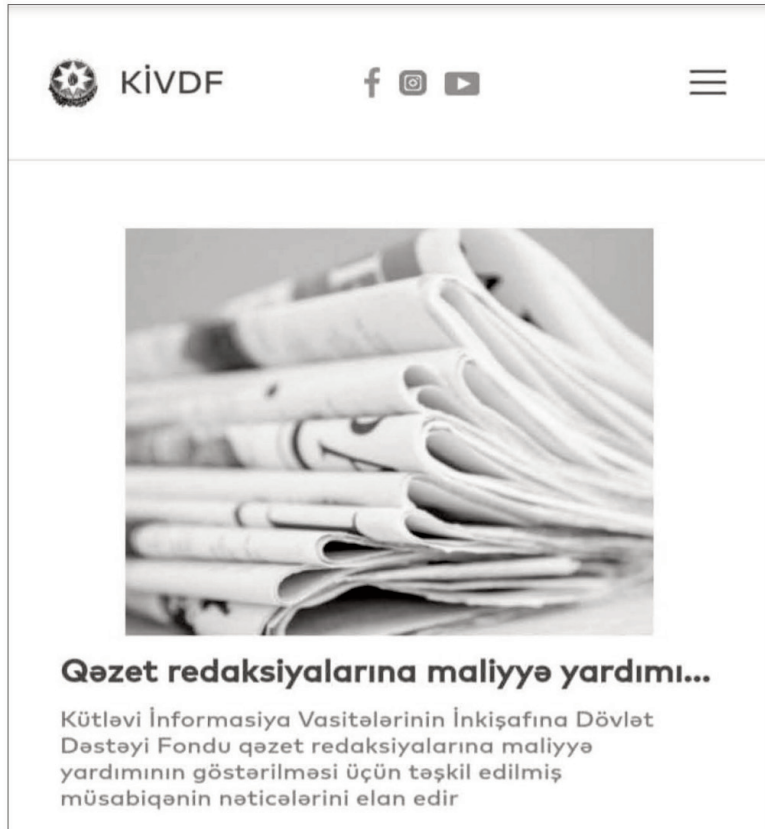 KİVDF
Qəzet redaksiyalarına maliyyə yardımı...
Kütləvi İnformasiya Vasitələrinin İnkişafına Dövlət
Dəstəyi Fondu qəzet redaksiyalarına maliyyə
yardımının göstərilməsi üçün təşkil edilmiş
müsabiqənin nəticələrini elan edir